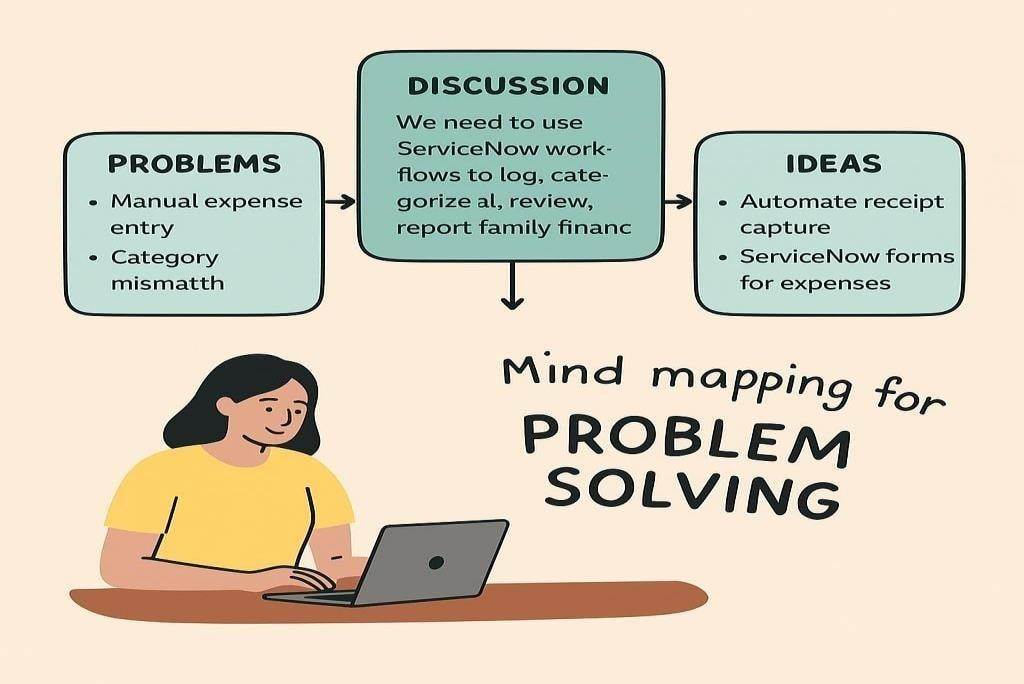 PROBLEMS
• Manual expense
entry
• Category
mismatth
DISCUSSION
We need to use
ServiceNow work-
flows to log, cate-
gorize al, review,
report family financ
IDEAS
• Automate receipt
capture
• ServiceNow forms
for expenses
Mind mapping for
PROBLEM
SOLVING